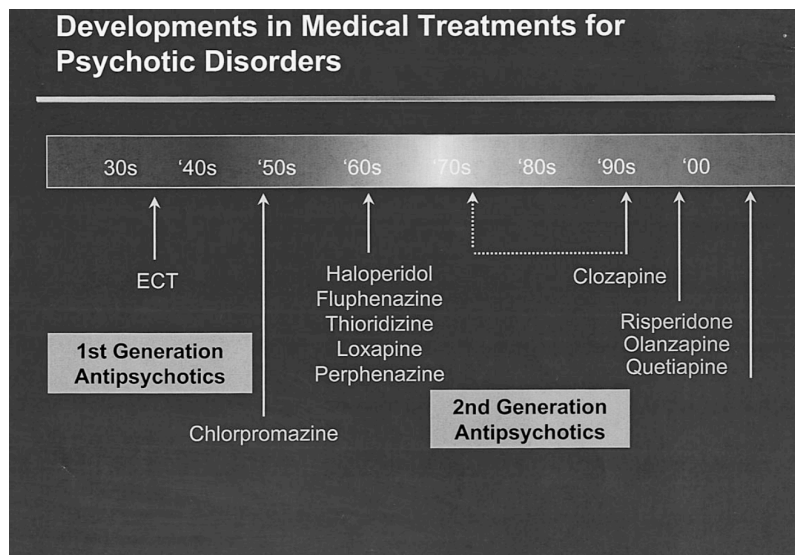 Developments in Medical Treatments for
Psychotic Disorders
30s ‘40s ‘50s ‘60s ‘70s ‘80s ‘90s ‘00
ECT
Haloperidol
Fluphenazine
Thioridizine
Loxapine
Perphenazine
Clozapine
Risperidone
Olanzapine
Quetiapine
1st Generation
Antipsychotics
2nd Generation
Antipsychotics
Chlorpromazine